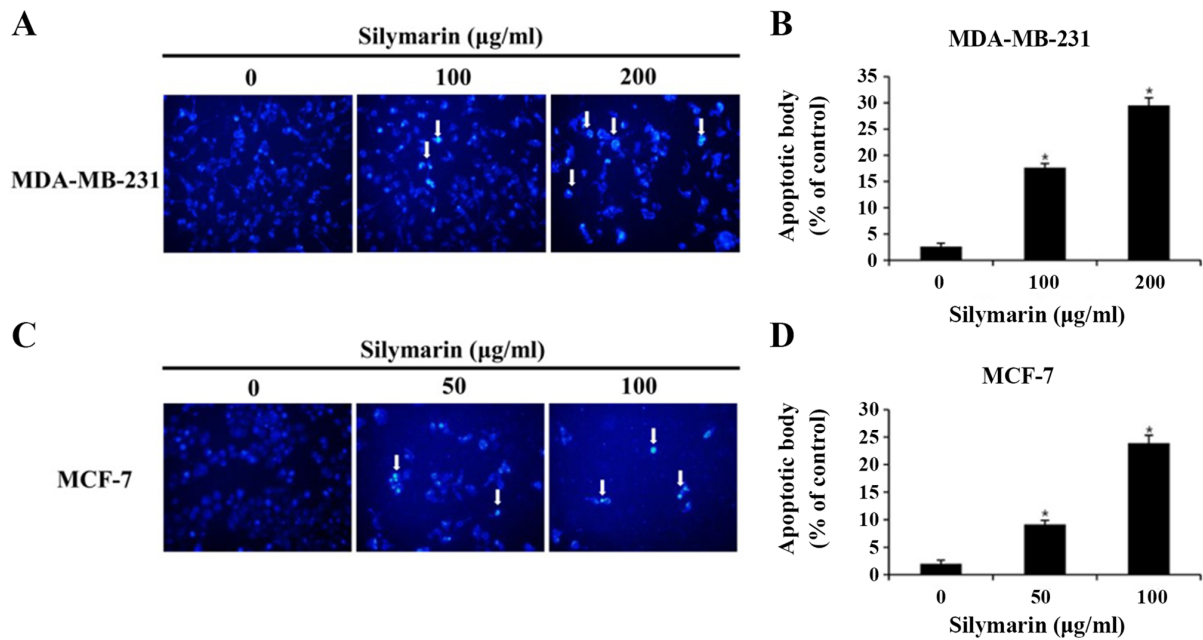 A
Silymarin (μg/ml)
0 100 200
MDA-MB-231
B
MDA-MB-231
Apoptotic body
(% of control)
35
30
25
20
15
10
5
0
*
*
0 100 200
Silymarin (μg/ml)
C
Silymarin (μg/ml)
0 50 100
MCF-7
D
MCF-7
Apoptotic body
(% of control)
30
25
20
15
10
5
0
*
*
0 50 100
Silymarin (μg/ml)